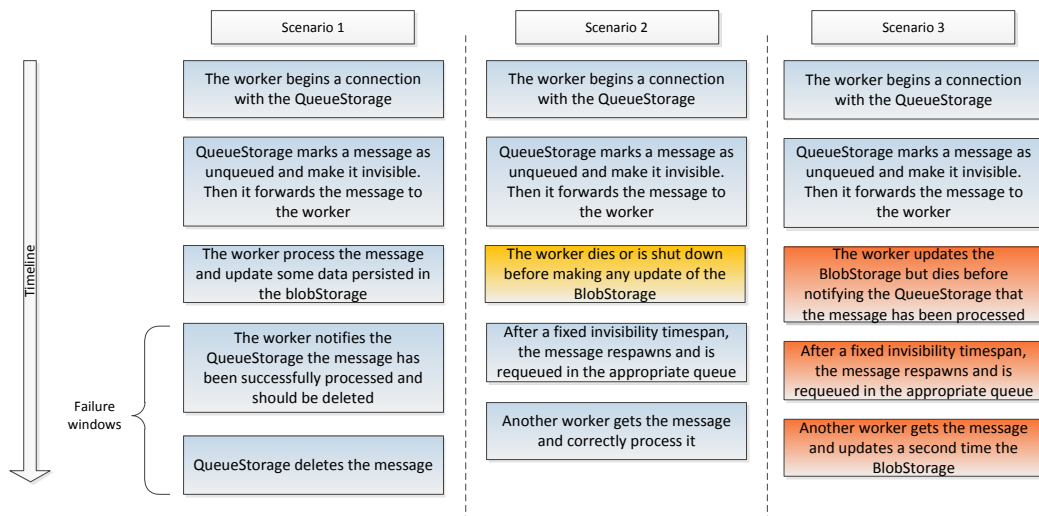 Scenario 1
The worker begins a connection
with the QueueStorage
QueueStorage marks a message as
unqueued and make it invisible.
Then it forwards the message to
the worker
The worker process the message
and update some data persisted in
the blobStorage
The worker notifies the
QueueStorage the message has
been successfully processed and
should be deleted
QueueStorage deletes the message
Scenario 2
The worker begins a connection
with the QueueStorage
QueueStorage marks a message as
unqueued and make it invisible.
Then it forwards the message to
the worker
The worker dies or is shut down
before making any update of the
BlobStorage
After a fixed invisibility timespan,
the message respawns and is
requeued in the appropriate queue
Another worker gets the message
and correctly process it
Scenario 3
The worker begins a connection
with the QueueStorage
QueueStorage marks a message as
unqueued and make it invisible.
Then it forwards the message to
the worker
The worker updates the
BlobStorage but dies before
notifying the QueueStorage that
the message has been processed
After a fixed invisibility timespan,
the message respawns and is
requeued in the appropriate queue
Another worker gets the message
and updates a second time the
BlobStorage
Timeline
Failure
windows